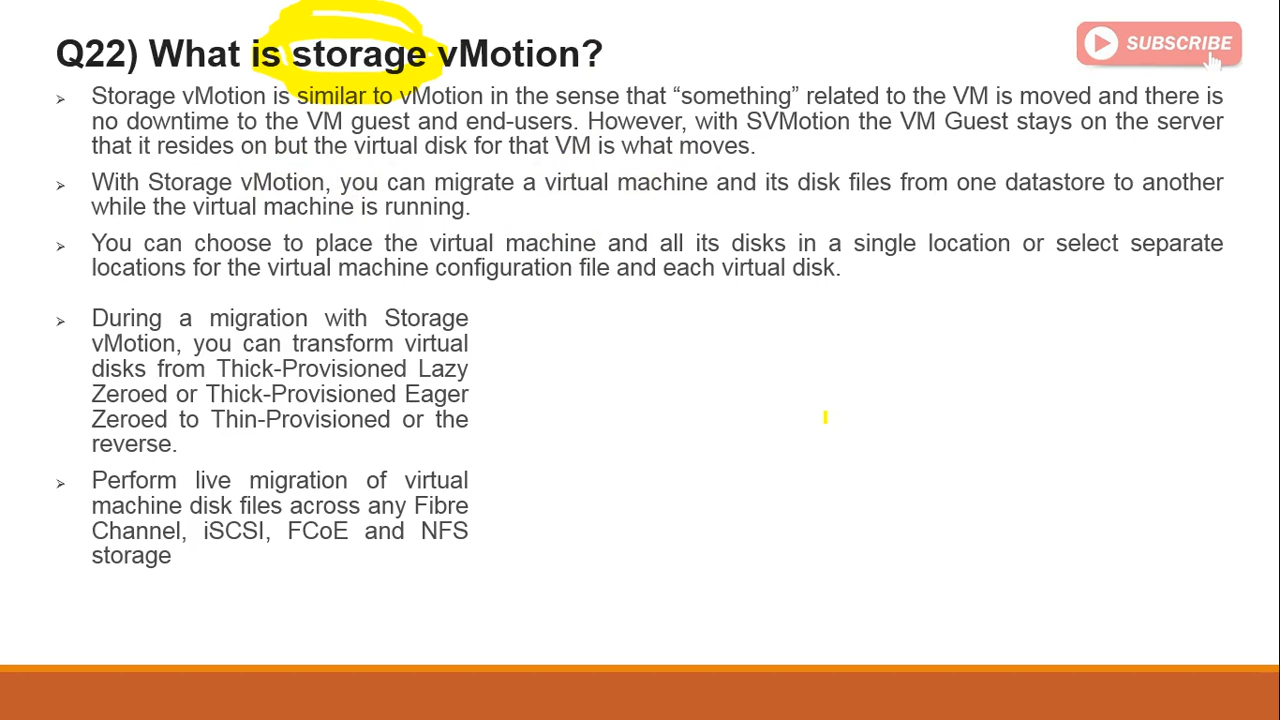 Q22) What is storage vMotion?
SUBSCRIBE
Storage vMotion is similar to vMotion in the sense that “something” related to the VM is moved and there is
no downtime to the VM guest and end-users. However, with SVMotion the VM Guest stays on the server
that it resides on but the virtual disk for that VM is what moves.
With Storage vMotion, you can migrate a virtual machine and its disk files from one datastore to another
while the virtual machine is running.
You can choose to place the virtual machine and all its disks in a single location or select separate
locations for the virtual machine configuration file and each virtual disk.
During a migration with Storage
vMotion, you can transform virtual
disks from Thick-Provisioned Lazy
Zeroed or Thick-Provisioned Eager
Zeroed to Thin-Provisioned or the
reverse.
Perform live migration of virtual
machine disk files across any Fibre
Channel, iSCSI, FCoE and NFS
storage